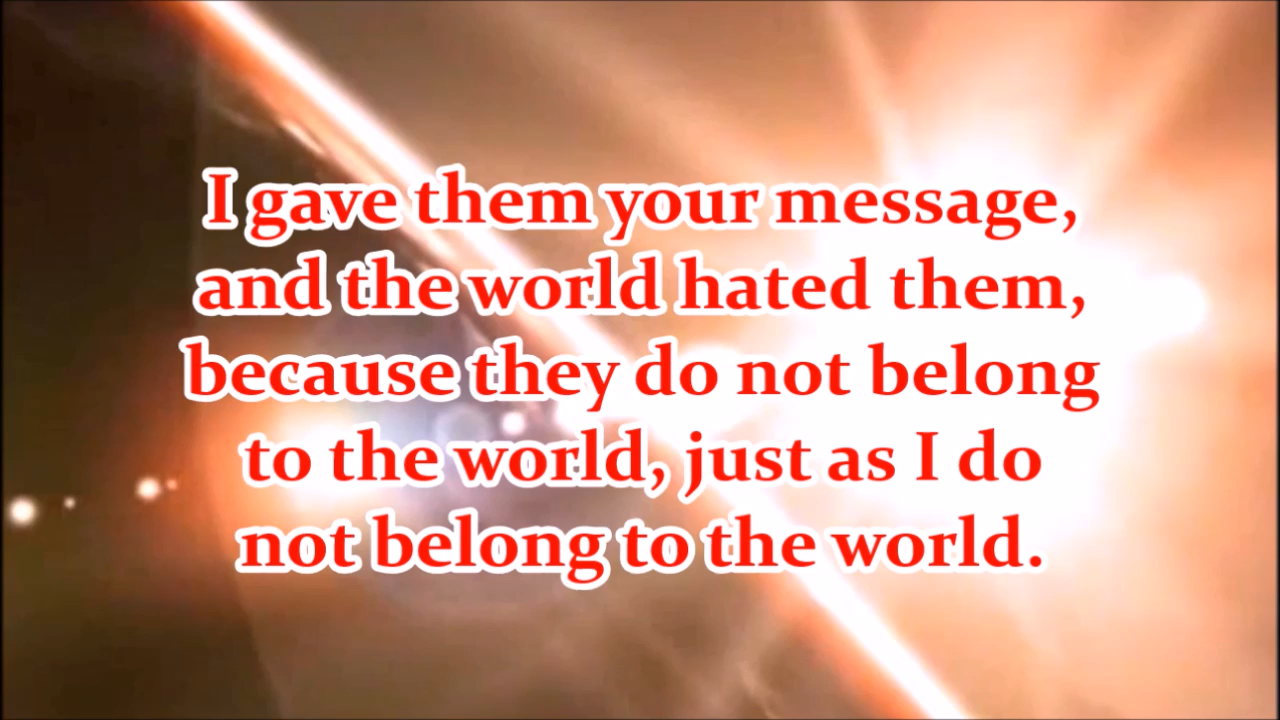 I gave them your message,
and the world hated them,
because they do not belong
to the world, just as I do
not belong to the world.